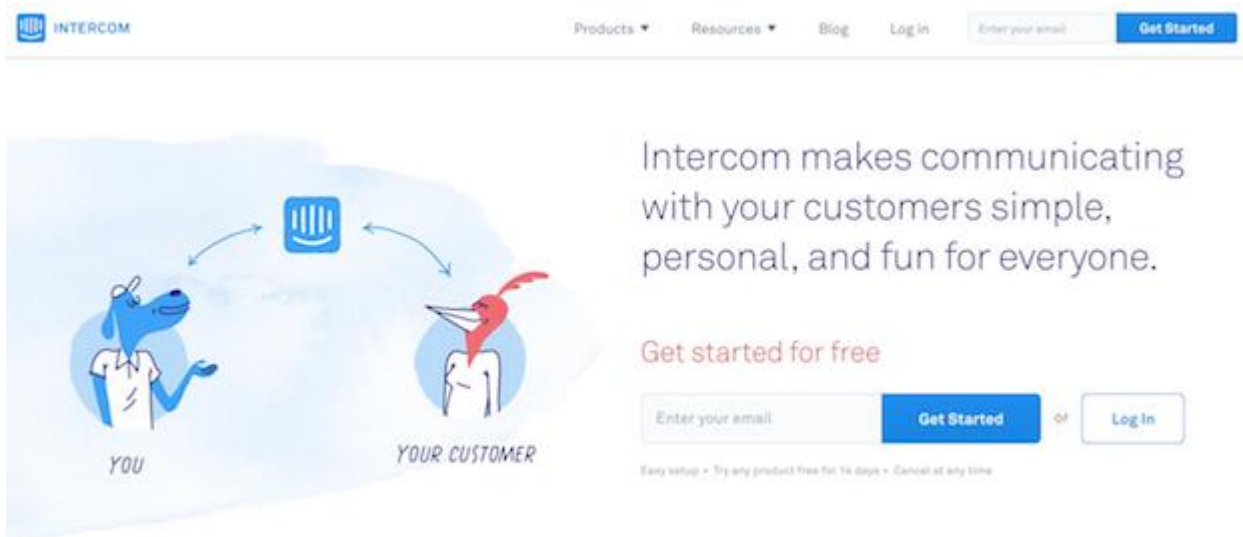 INTERCOM
Products ▼ Resources ▼ Blog Log in Enter your email Get Started
Intercom makes communicating
with your customers simple,
personal, and fun for everyone.
Get started for free
Enter your email Get Started or Log In
Easy setup • Try any product free for 14 days • Cancel at any time
YOU
YOUR CUSTOMER